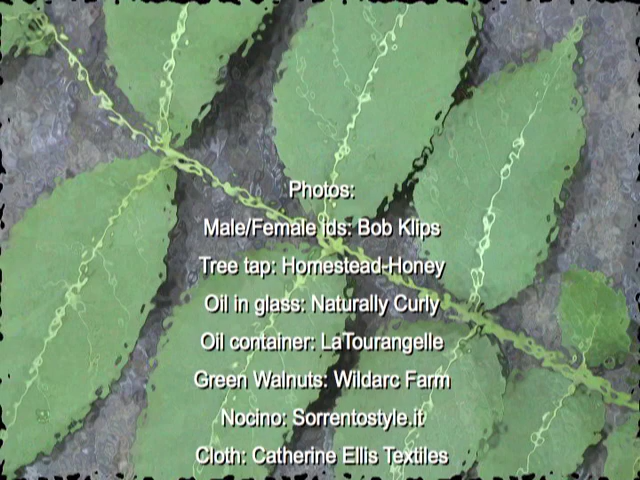 Photos:
Male/Female ids: Bob Klips
Tree tap: Homestead-Honey
Oil in glass: Naturally Curly
Oil container: LaTourangelle
Green Walnuts: Wildarc Farm
Nocino: Sorrentostyle.it
Cloth: Catherine Ellis Textiles